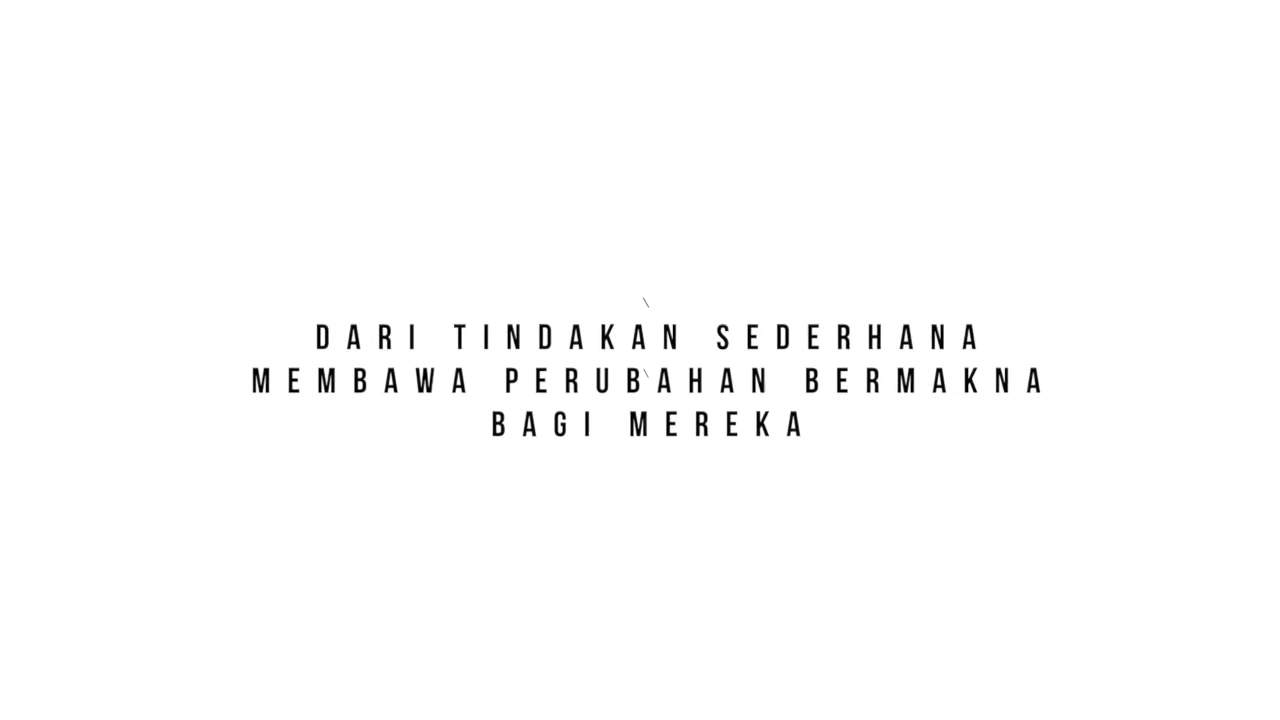 DARI TINDAKAN SEDERHANA
MEMBAWA PERUBAHAN BERMAKNA
BAGI MEREKA